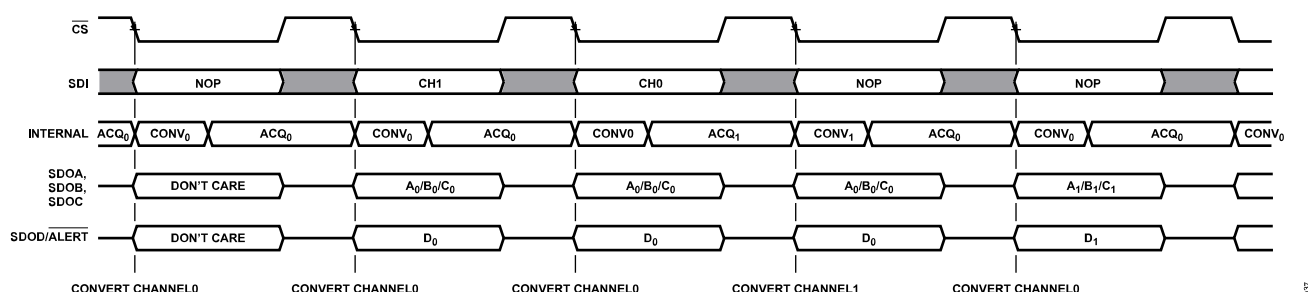 CS
SDI NOP CH1 CH0 NOP NOP
INTERNAL ACQ0 CONV0 ACQ0 CONV0 ACQ0 CONV0 ACQ1 CONV1 ACQ0 CONV0 ACQ0 CONV0
SDOA,
SDOB,
SDOC
DON'T CARE A0/B0/C0 A0/B0/C0 A0/B0/C0 A1/B1/C1
SDOD/ALERT DON'T CARE D0 D0 D0 D1
CONVERT CHANNEL0 CONVERT CHANNEL0 CONVERT CHANNEL0 CONVERT CHANNEL1 CONVERT CHANNEL0